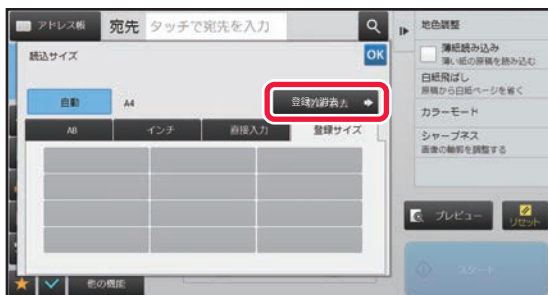 アドレス帳
宛先
タッチで宛先を入力
読込サイズ
OK
自動
A4
AB
インチ
直接入力
登録サイズ
他の機能
地色調整
薄紙読み込み
薄い紙の原稿を読み込む
白紙飛ばし
原稿から白紙ページを省く
カラーモード
シャープネス
画像の輪郭を調整する
プレビュー
リセット
スタート